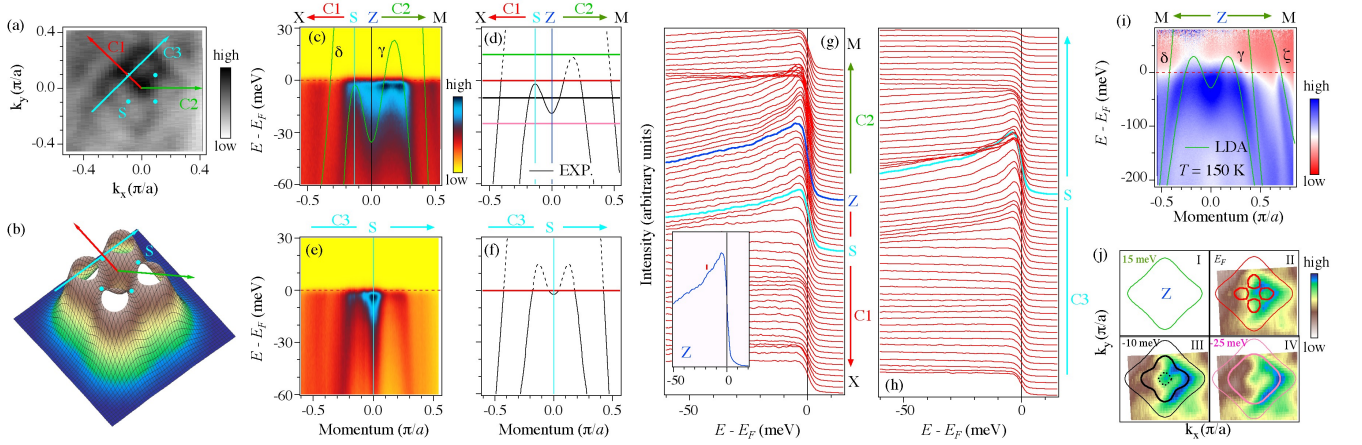 (a)
0.4
0.0
-0.4
k_y (π/a)
C1
C3
C2
S
-0.4
0.0
0.4
k_x (π/a)
high
low
(b)
S
X
C1
S
Z
C2
M
(c)
δ
γ
30
0
-30
-60
E - E_F (meV)
-0.5
0.0
0.5
high
low
X
C1
S
Z
C2
M
(d)
EXP.
-0.5
0.0
0.5
C3
S
(e)
30
0
-30
-60
E - E_F (meV)
-0.5
0.0
0.5
Momentum (π/a)
C3
S
(f)
-0.5
0.0
0.5
Momentum (π/a)
Intensity (arbitrary units)
(g)
M
C2
Z
S
C1
X
Z
-50
0
-50
0
E - E_F (meV)
(h)
S
C3
-50
0
E - E_F (meV)
(i)
M
Z
M
δ
γ
ζ
0
-100
-200
E - E_F (meV)
LDA
T = 150 K
-0.5
0.0
0.5
Momentum (π/a)
high
low
(j)
15 meV
I
Z
E_F
II
-10 meV
III
-25 meV
IV
k_y (π/a)
k_x (π/a)
high
low